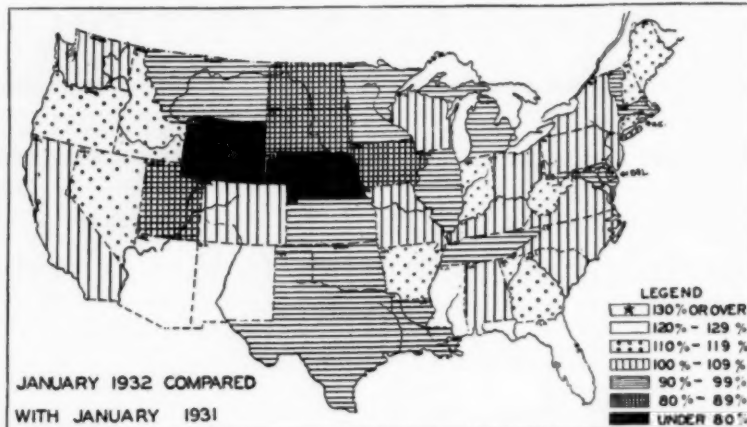 JANUARY 1932 COMPARED
WITH JANUARY 1931
LEGEND
130% OR OVER
120% - 129%
110% - 119%
100% - 109%
90% - 99%
80% - 89%
UNDER 80%